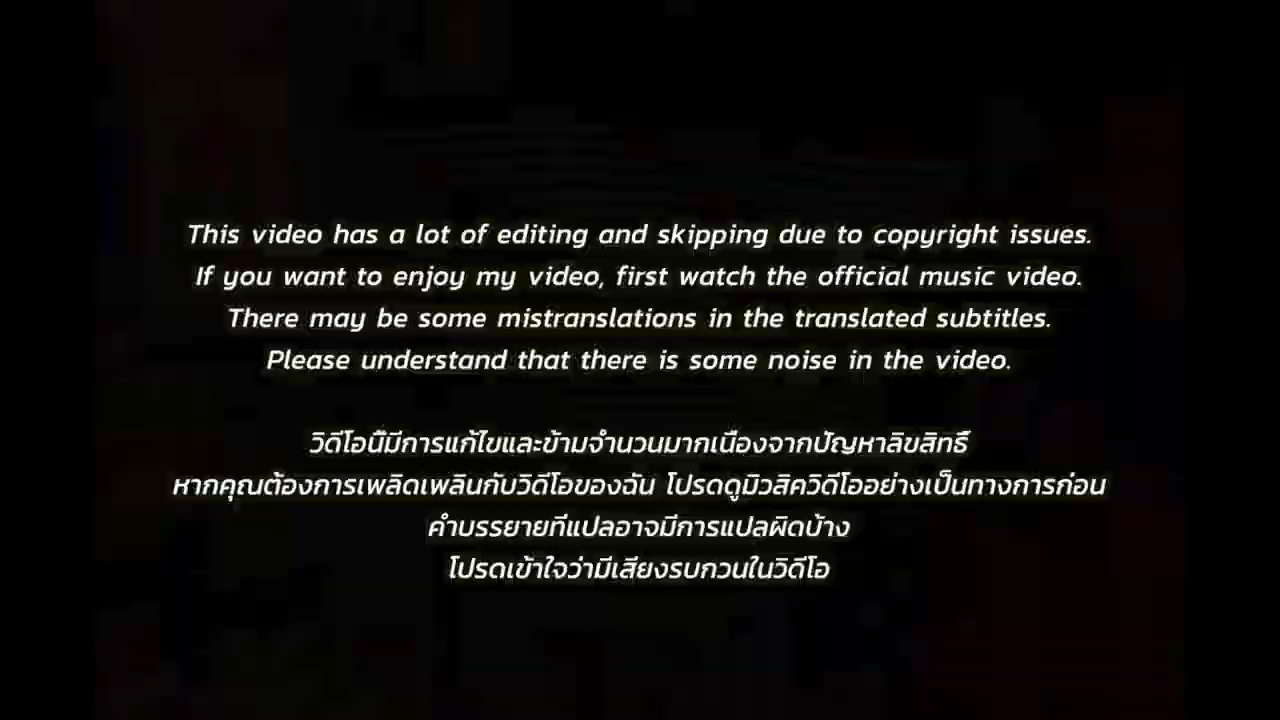 This video has a lot of editing and skipping due to copyright issues.
If you want to enjoy my video, first watch the official music video.
There may be some mistranslations in the translated subtitles.
Please understand that there is some noise in the video.
วิดีโอนี้มีการแก้ไขและข้ามจำนวนมากเนื่องจากปัญหาลิขสิทธิ์
หากคุณต้องการเพลิดเพลินกับวิดีโอของฉัน โปรดดูมิวสิควิดีโออย่างเป็นทางการก่อน
คำบรรยายที่แปลอาจมีการแปลผิดบ้าง
โปรดเข้าใจว่ามีเสียงรบกวนในวิดีโอ